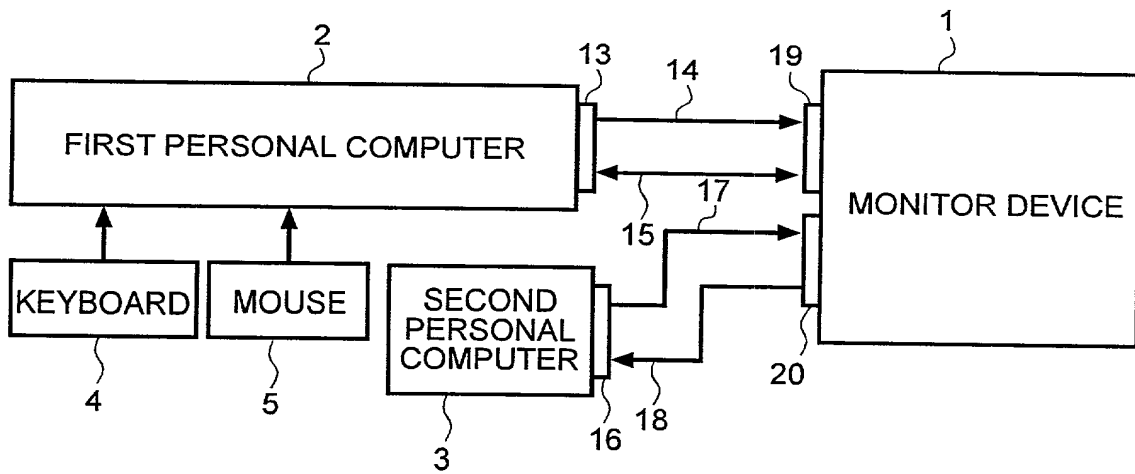 1
2
13
14
19
FIRST PERSONAL COMPUTER
MONITOR DEVICE
15
17
KEYBOARD
MOUSE
SECOND
PERSONAL
COMPUTER
4
5
3
16
18
20